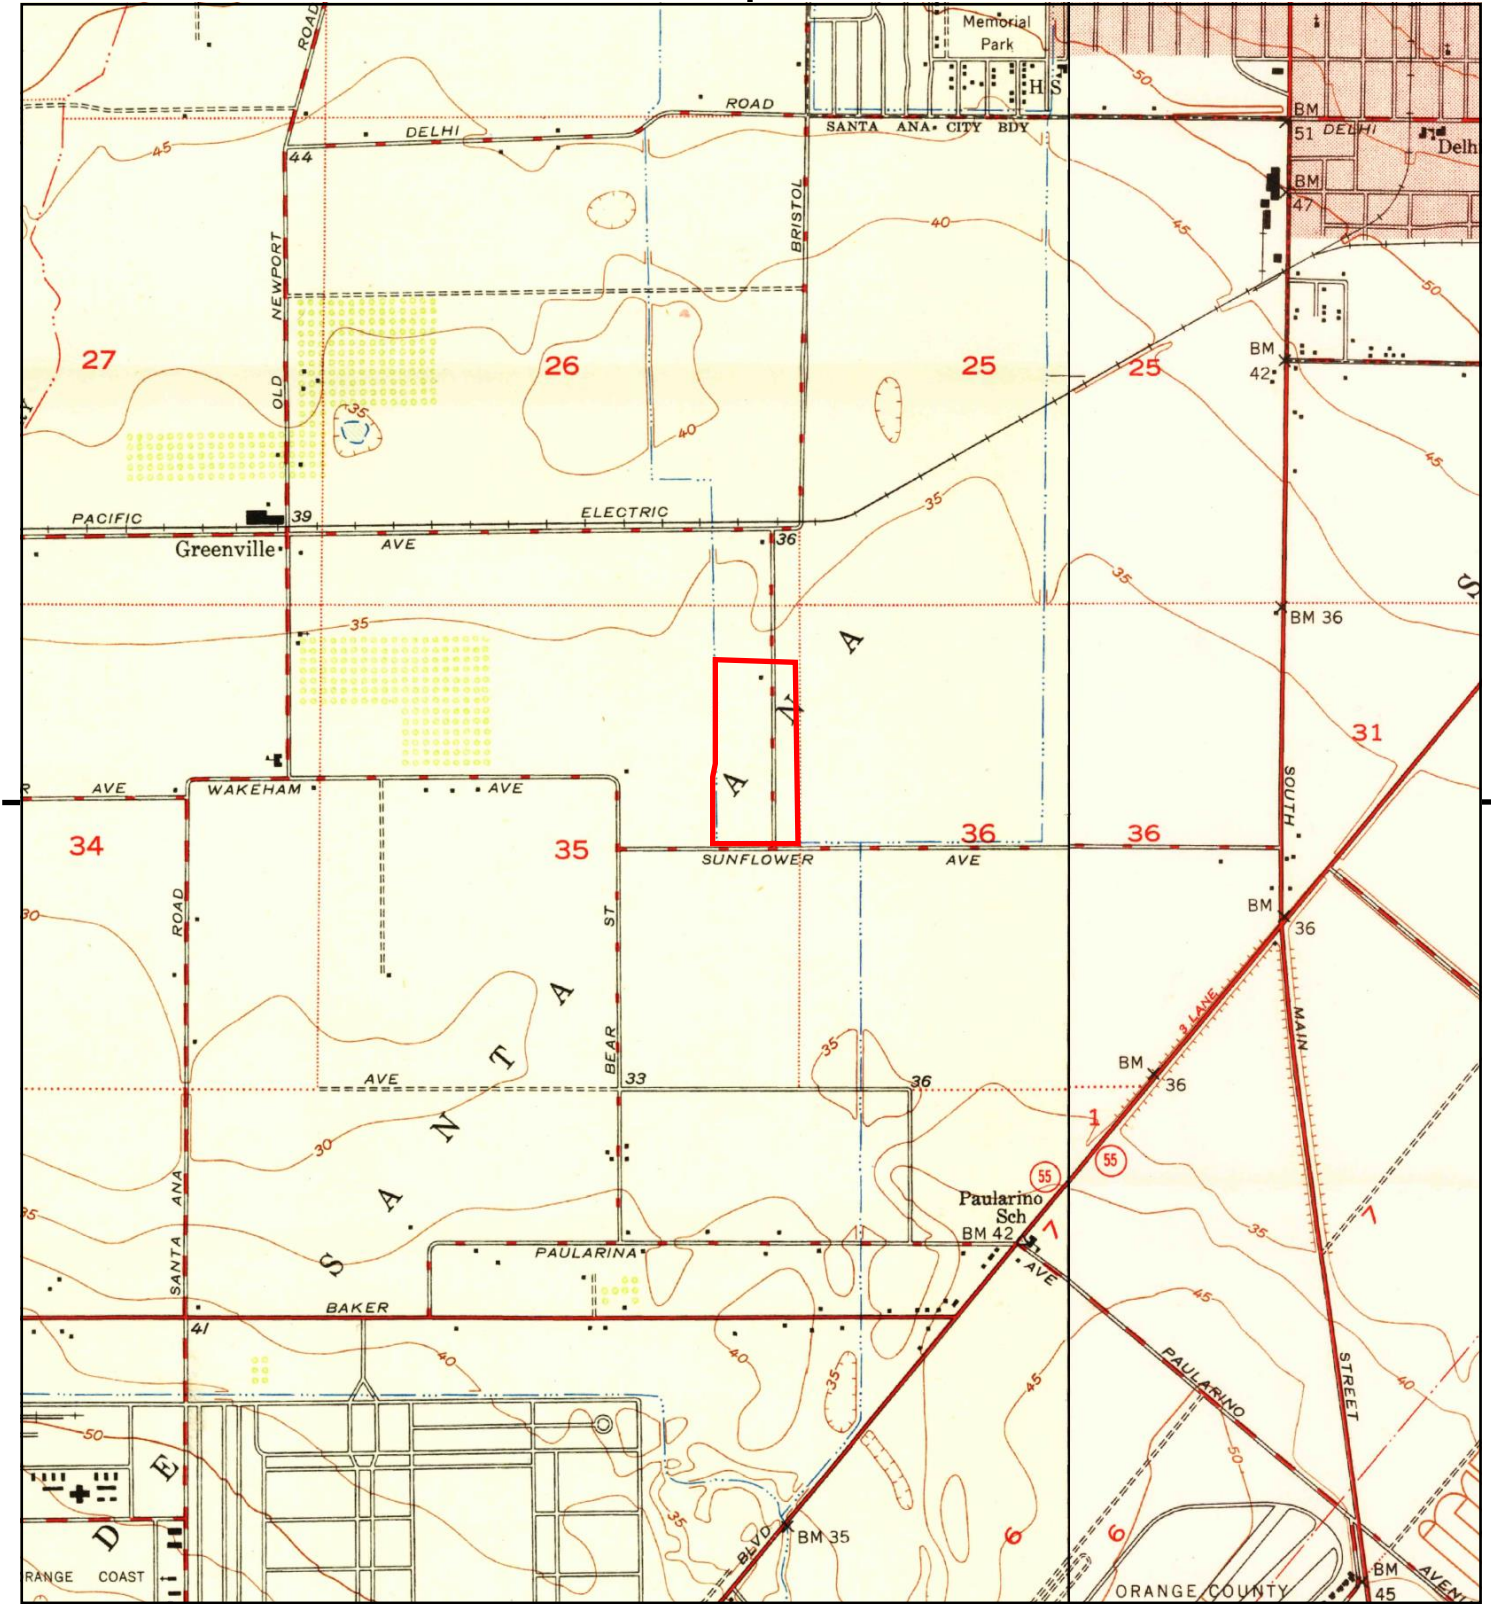 ROAD
Memorial
Park
H S
50
ROAD
DELHI
SANTA ANA CITY BDY
BM
51
DELHI
Delh
45
44
BM
47
BRISTOL
40
45
NEWPORT
50
27
26
25
25
BM
42
OLD
35
40
45
35
PACIFIC
39
ELECTRIC
Greenville
AVE
36
35
35
BM 36
S
A
N
A
31
SOUTH
R AVE
WAKEHAM
AVE
34
35
36
36
SUNFLOWER
AVE
30
ROAD
ST
BM
36
A
3 LANE
MAIN
BEAR
T
35
AVE
33
36
BM
36
N
30
1
55
55
ANA
A
Paularino
Sch
BM 42
7
7
35
35
SANTA
S
PAULARINA
AVE
45
BAKER
41
40
40
35
45
PAULARINO
STREET
40
50
50
E
D
35
BLVD
BM 35
6
6
RANGE COAST
ORANGE COUNTY
AVENU
BM
45